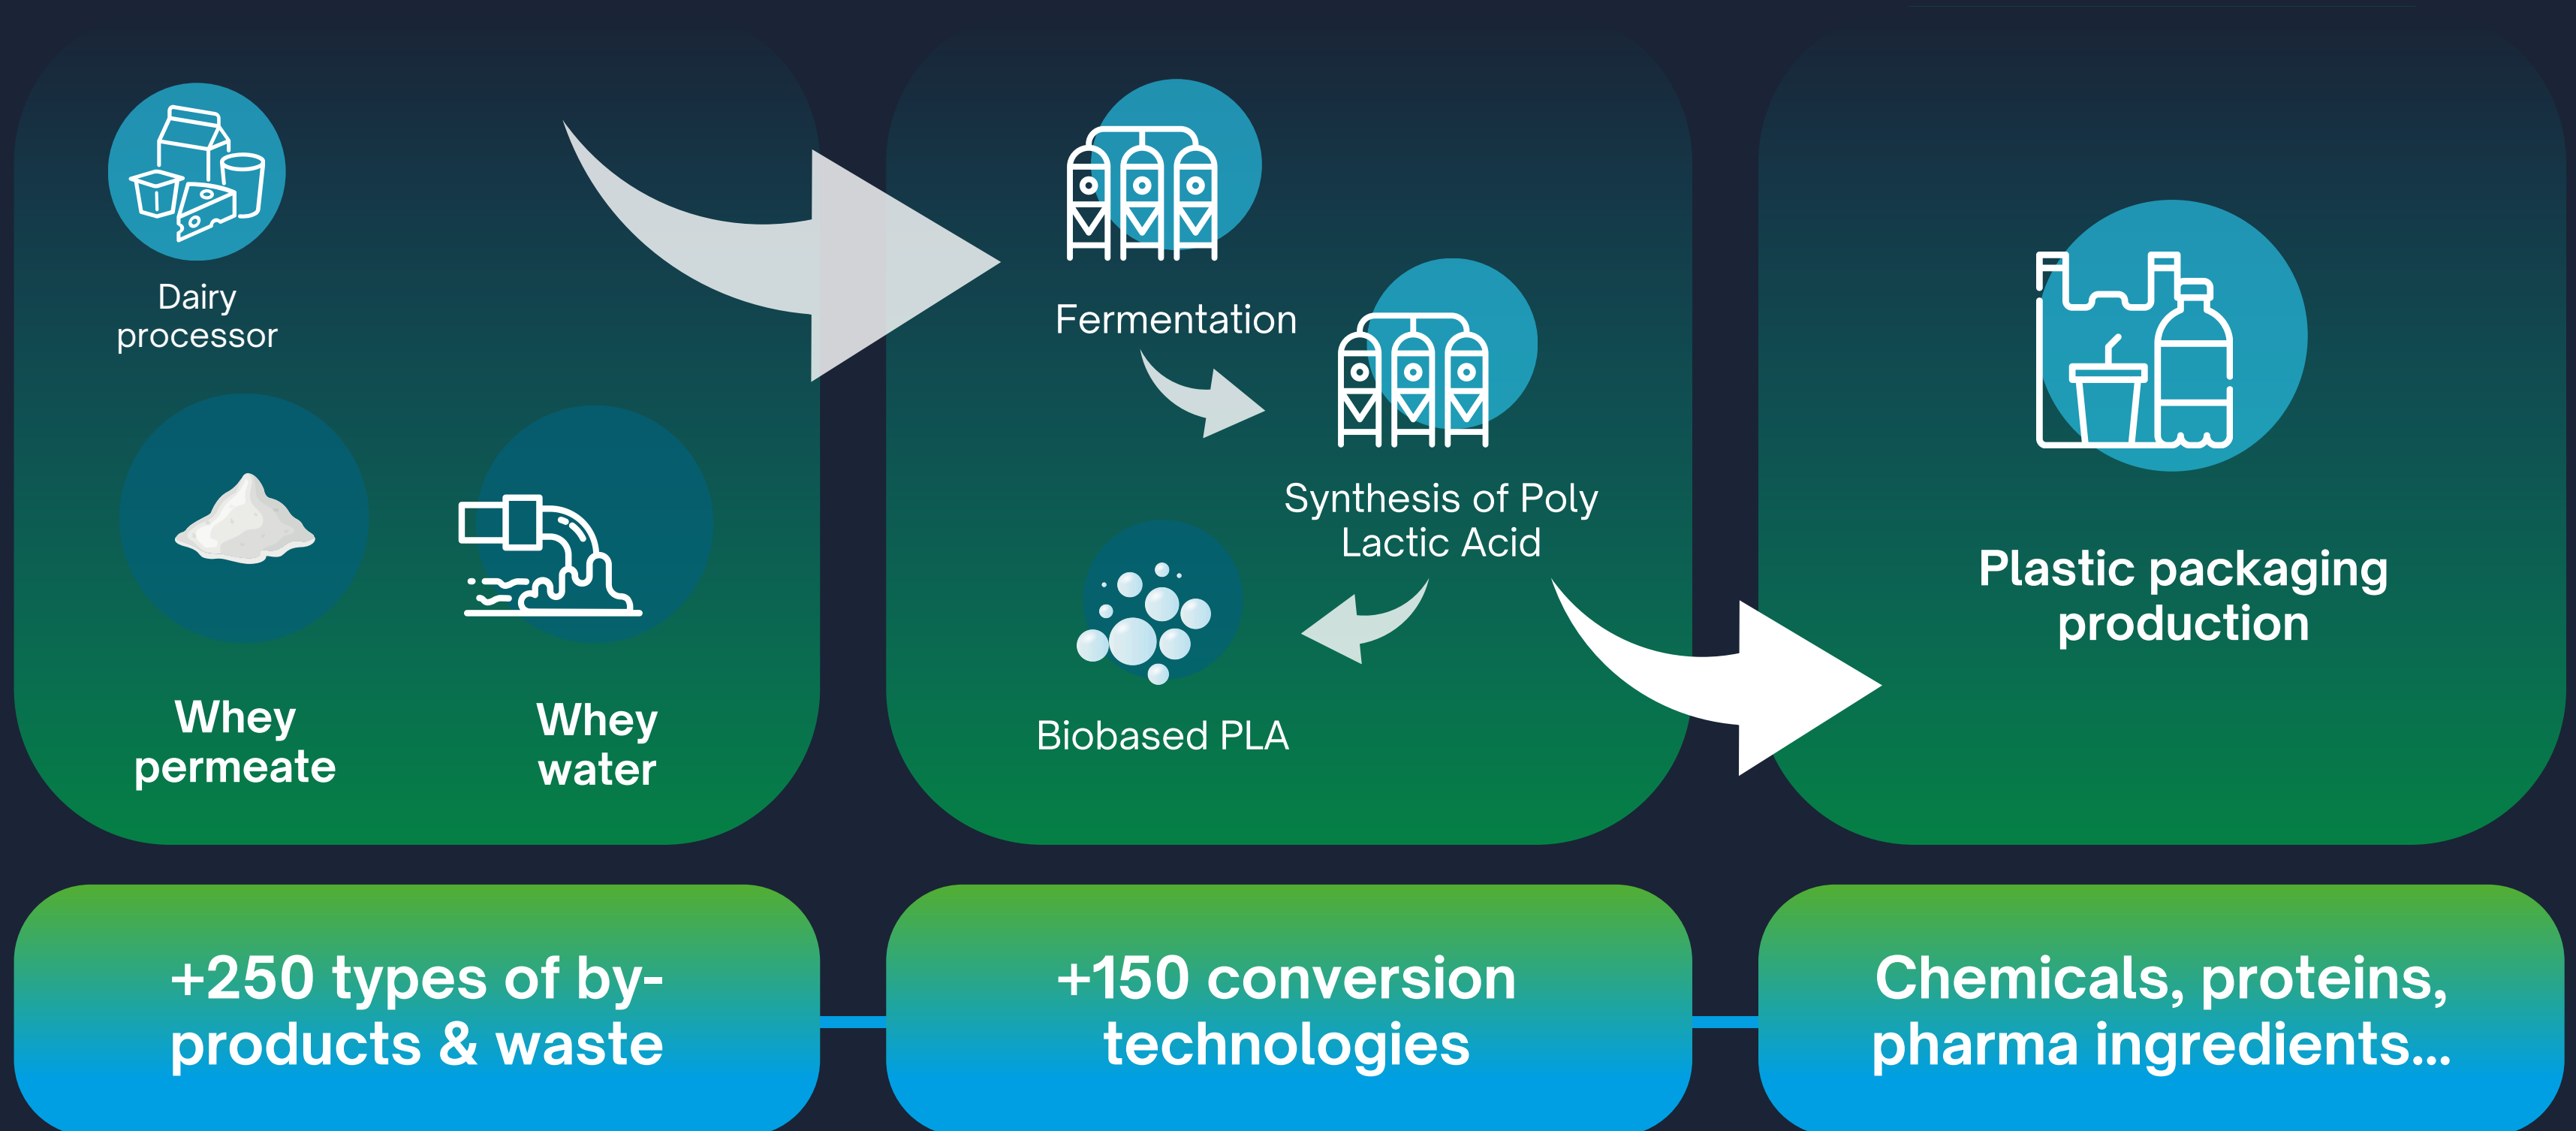 Dairy
processor
Whey
permeate
Whey
water
Fermentation
Synthesis of Poly
Lactic Acid
Biobased PLA
Plastic packaging
production
+250 types of by-
products & waste
+150 conversion
technologies
Chemicals, proteins,
pharma ingredients...